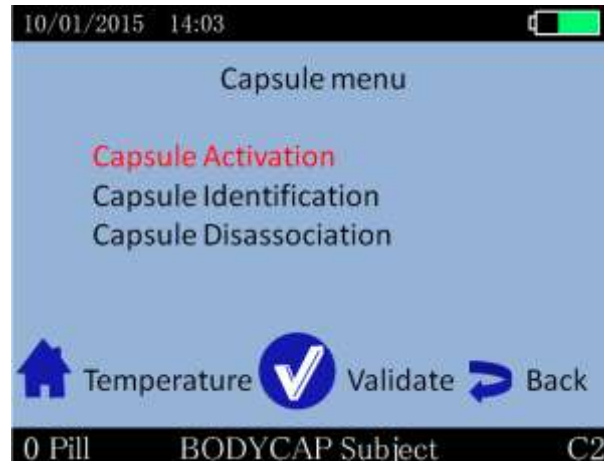 10/01/2015 14:03
Capsule menu
Capsule Activation
Capsule Identification
Capsule Disassociation
Temperature Validate Back
0 Pill BODYCAP Subject C2